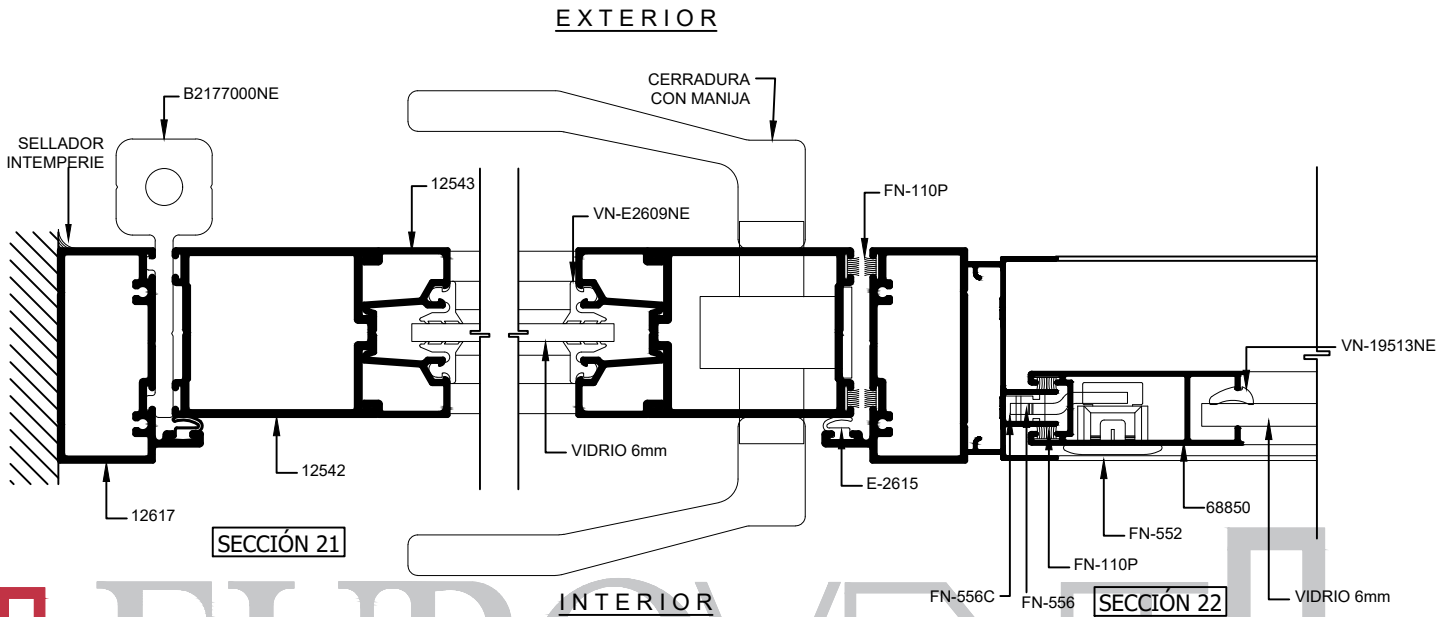 EXTERIOR
B2177000NE
CERRADURA
CON MANIJA
SELLADOR
INTEMPERIE
12543
FN-110P
VN-E2609NE
VN-19513NE
VIDRIO 6mm
12542
E-2615
12617
68850
SECCIÓN 21
FN-552
FN-110P
FN-556C
FN-556
SECCIÓN 22
VIDRIO 6mm
INTERIOR